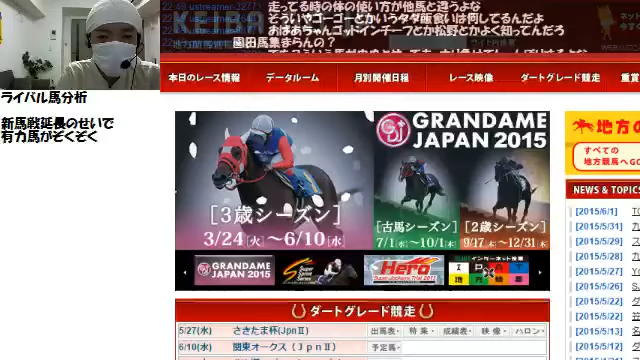 走ってる時の体の使い方が他馬と違うよな
そういやゴーゴーとかいうタダ飯食いは何してるんだよ
おばあちゃんゴッドインチーフとか松野とかよく知ってんだろ
園田馬集まらんの？
本日のレース情報
データルーム
月別開催日程
レース映像
ダートグレード競走
重賞
ライバル馬分析
新馬戦延長のせいで
有力馬がぞくぞく
GRANDAME
JAPAN 2015
［3歳シーズン］
3/24［火］〜6/10［水］
［古馬シーズン］
7/1［水］〜10/1［木］
［2歳シーズン］
9/17［木］〜12/31［木］
地方の
すべての
地方競馬へGO
NEWS & TOPICS
[2015/6/1]
[2015/5/31]
[2015/5/29]
[2015/5/28]
[2015/5/27]
[2015/5/26]
[2015/5/22]
[2015/5/22]
[2015/5/13]
[2015/5/12]
GRANDAME
JAPAN 2015
Super
Sprint
Series
Hero
ダートグレード競走
5/27(水) さきたま杯(JpnⅡ) 出馬表 特集 成績表 映像 ハロン
6/10(水) 関東オークス（JpnⅡ） 予定馬